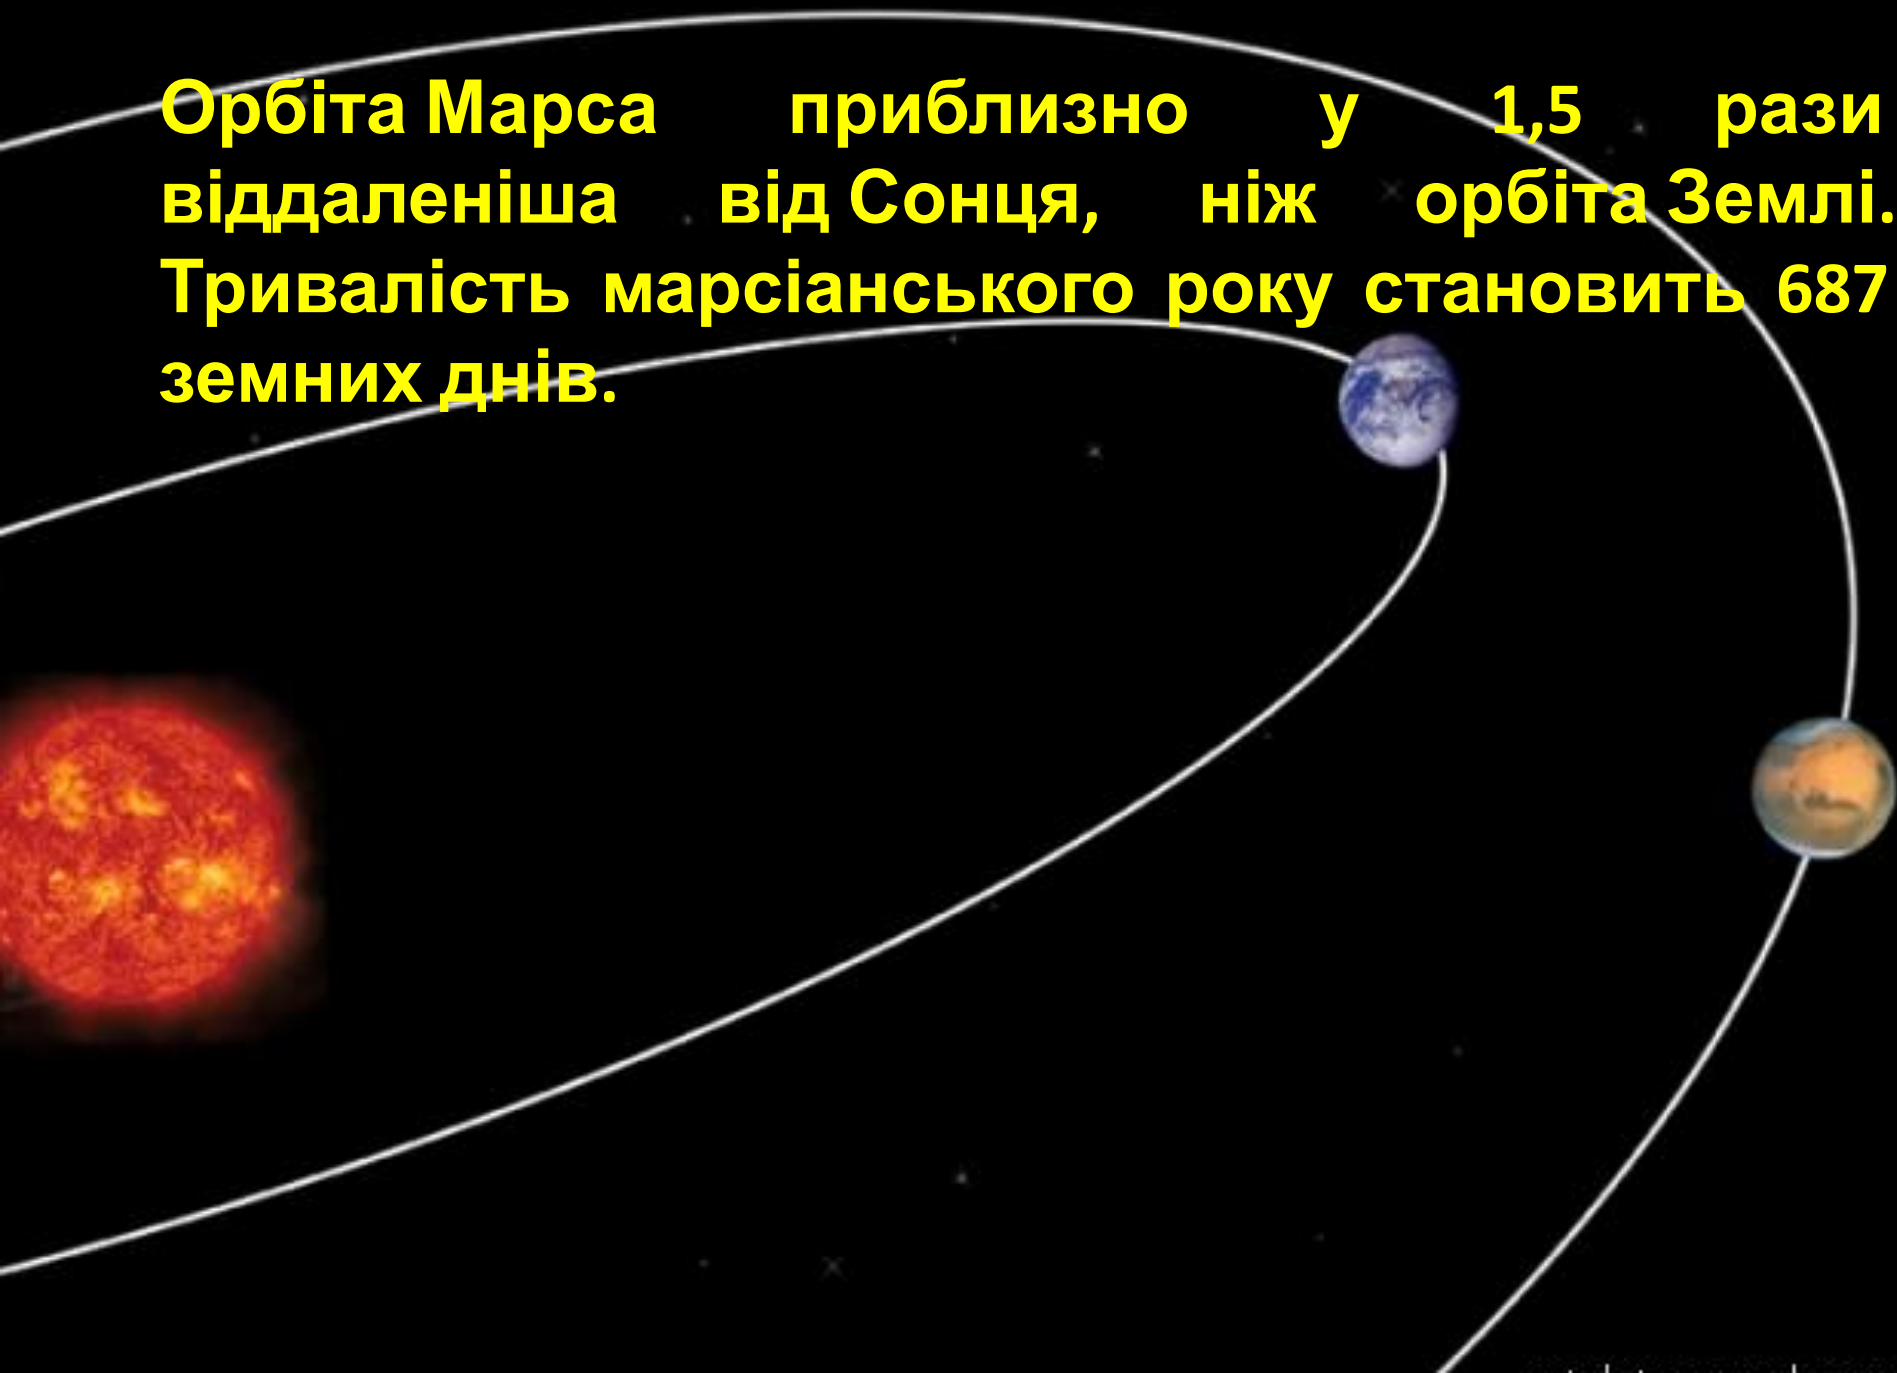 Орбіта Марса приблизно у 1,5 рази
віддаленіша від Сонця, ніж орбіта Землі.
Тривалість марсіанського року становить 687
земних днів.